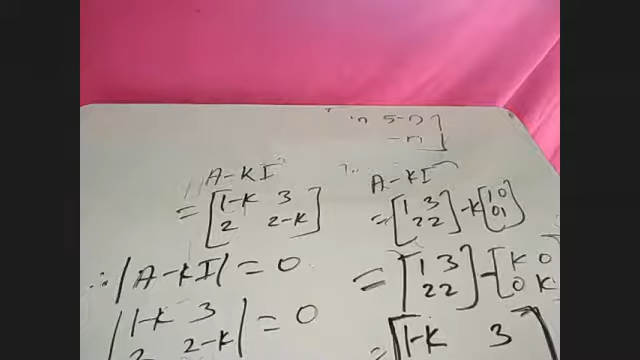 A-KI
= [1-K 3
2 2-K]
∴ |A-KI| = 0
|1-K 3
2-K| = 0
A-KI
= [1 3
2 2] - K [1 0
0 1]
= [1 3
2 2] - [K 0
0 K
= [1-K 3